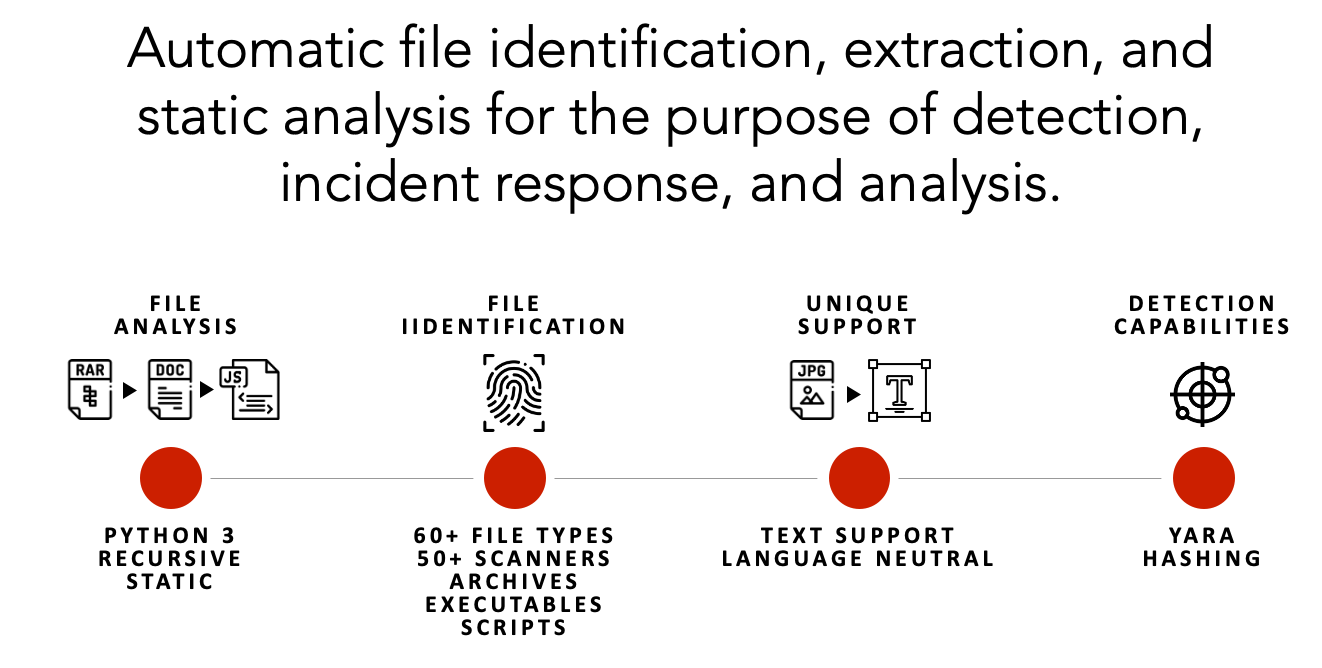 Automatic file identification, extraction, and
static analysis for the purpose of detection,
incident response, and analysis.
FILE
ANALYSIS
RAR
DOC
JS
PYTHON 3
RECURSIVE
STATIC
FILE
IIDENTIFICATION
60+ FILE TYPES
50+ SCANNERS
ARCHIVES
EXECUTABLES
SCRIPTS
UNIQUE
SUPPORT
JPG
T
TEXT SUPPORT
LANGUAGE NEUTRAL
DETECTION
CAPABILITIES
YARA
HASHING